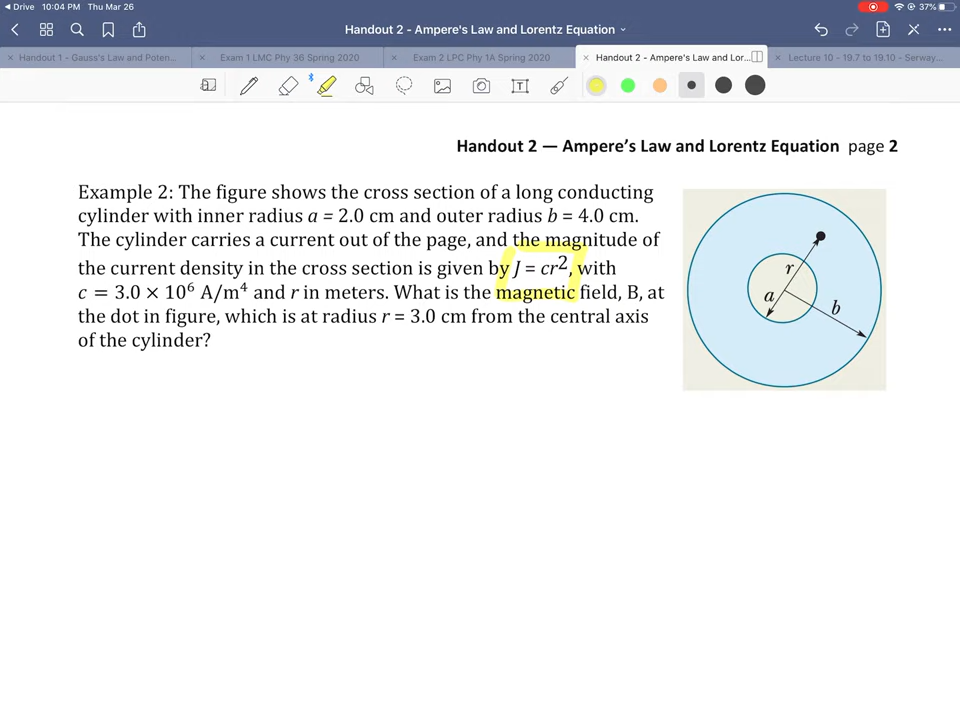 Drive 10:04 PM Thu Mar 26 37%
Handout 2 - Ampere's Law and Lorentz Equation
Handout 1 - Gauss's Law and Poten...
Exam 1 LMC Phy 36 Spring 2020
Exam 2 LPC Phy 1A Spring 2020
Handout 2 - Ampere's Law and Lor...
Lecture 10 - 19.7 to 19.10 - Serway...
Handout 2 — Ampere's Law and Lorentz Equation page 2
Example 2: The figure shows the cross section of a long conducting
cylinder with inner radius a = 2.0 cm and outer radius b = 4.0 cm.
The cylinder carries a current out of the page, and the magnitude of
the current density in the cross section is given by J = cr², with
c = 3.0 × 10⁶ A/m⁴ and r in meters. What is the magnetic field, B, at
the dot in figure, which is at radius r = 3.0 cm from the central axis
of the cylinder?
r
a
b